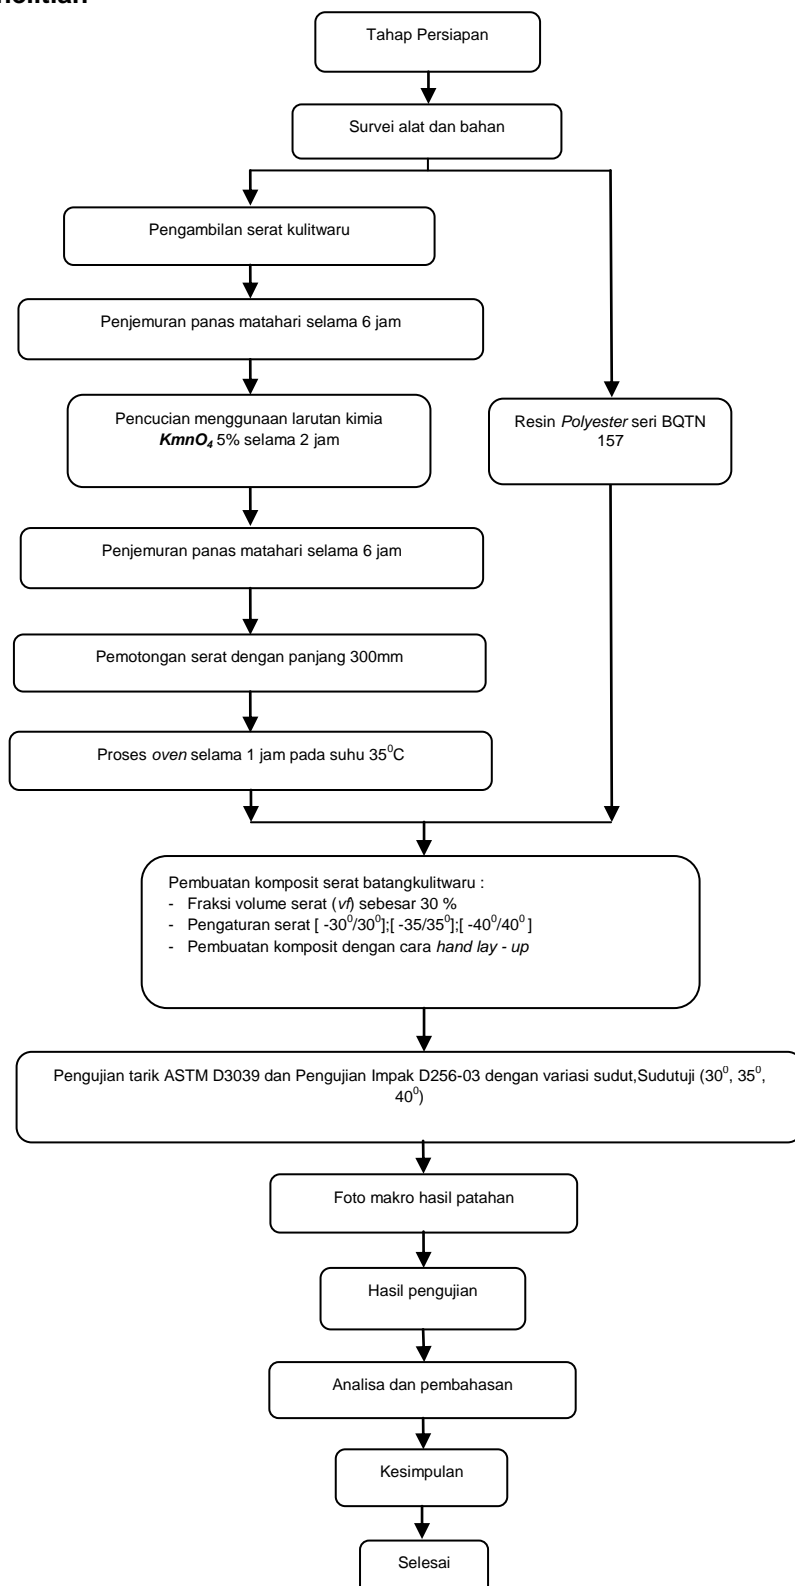 Tahap Persiapan
Survei alat dan bahan
Pengambilan serat kulitwaru
Penjemuran panas matahari selama 6 jam
Pencucian menggunaan larutan kimia
KmnO₄ 5% selama 2 jam
Resin Polyester seri BQTN
157
Penjemuran panas matahari selama 6 jam
Pemotongan serat dengan panjang 300mm
Proses oven selama 1 jam pada suhu 35⁰C
Pembuatan komposit serat batangkulitwaru :
- Fraksi volume serat (vf) sebesar 30 %
- Pengaturan serat [ -30⁰/30⁰];[ -35/35⁰];[ -40⁰/40⁰ ]
- Pembuatan komposit dengan cara hand lay - up
Pengujian tarik ASTM D3039 dan Pengujian Impak D256-03 dengan variasi sudut,Sudutuji (30⁰, 35⁰,
40⁰)
Foto makro hasil patahan
Hasil pengujian
Analisa dan pembahasan
Kesimpulan
Selesai